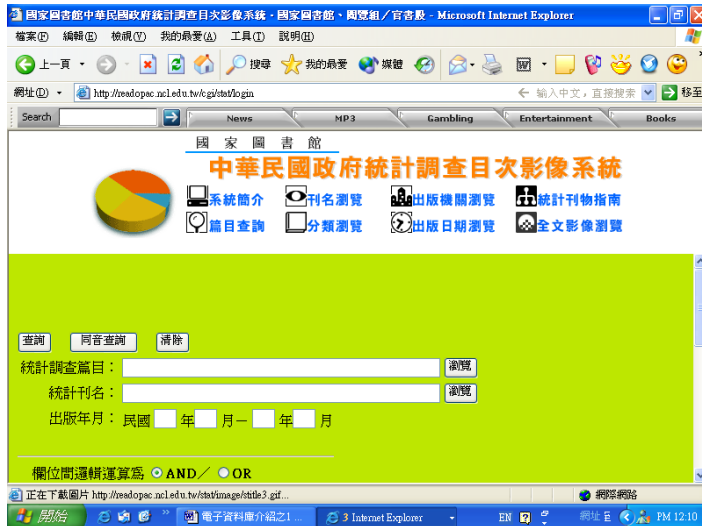 國家圖書館中華民國政府統計調查目次影像系統‧國家圖書館、閱覽組／官書股 - Microsoft Internet Explorer
檔案(F) 編輯(E) 檢視(V) 我的最愛(A) 工具(T) 說明(H)
上一頁 搜尋 我的最愛 媒體
網址(D) http://readopac.ncl.edu.tw/cgi/stat/login 输入中文，直接搜索 移至
Search News MP3 Gambling Entertainment Books
國家圖書館
中華民國政府統計調查目次影像系統
系統簡介 刊名瀏覽 出版機關瀏覽 統計刊物指南
篇目查詢 分類瀏覽 出版日期瀏覽 全文影像瀏覽
查詢 同音查詢 清除
統計調查篇目： 瀏覽
統計刊名： 瀏覽
出版年月： 民國 年 月－ 年 月
欄位間邏輯運算為 AND／ OR
正在下載圖片 http://readopac.ncl.edu.tw/stat/image/stitle3.gif... 網際網路
開始 » 電子資料庫介紹之1... 3 Internet Explorer EN 網址 PM 12:10